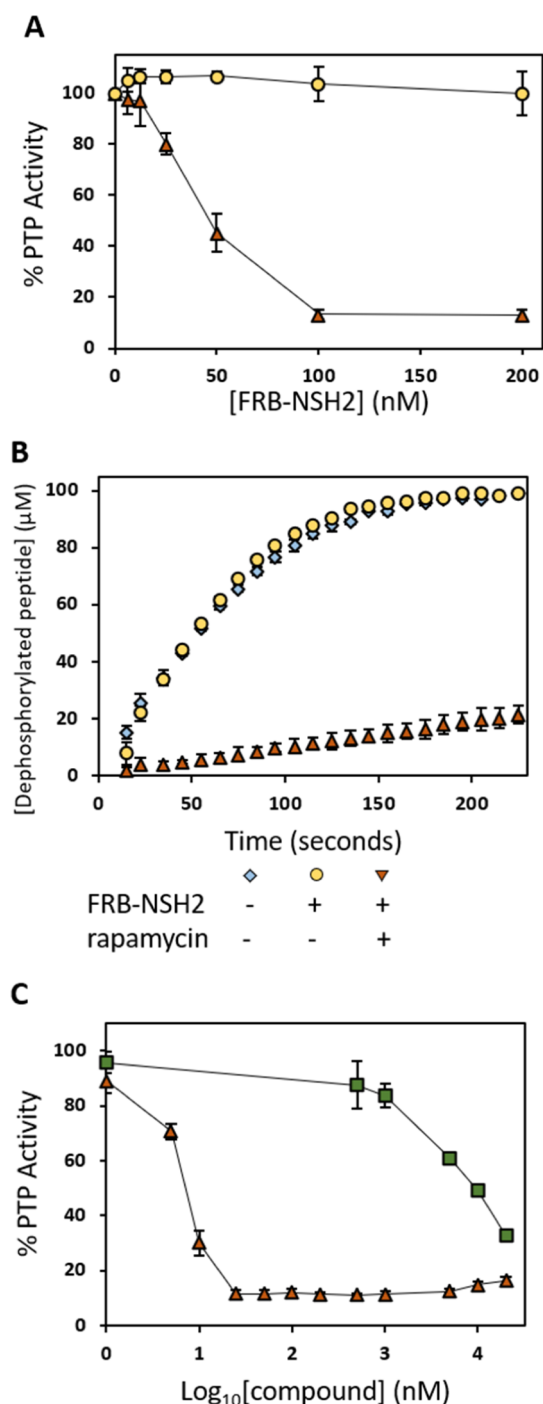 A
% PTP Activity
100
80
60
40
20
0
0 50 100 150 200
[FRB-NSH2] (nM)
B
[Dephosphorylated peptide] (μM)
100
80
60
40
20
0
0 50 100 150 200
Time (seconds)
FRB-NSH2 - + +
rapamycin - - +
C
% PTP Activity
100
80
60
40
20
0
0 1 2 3 4
Log10[compound] (nM)